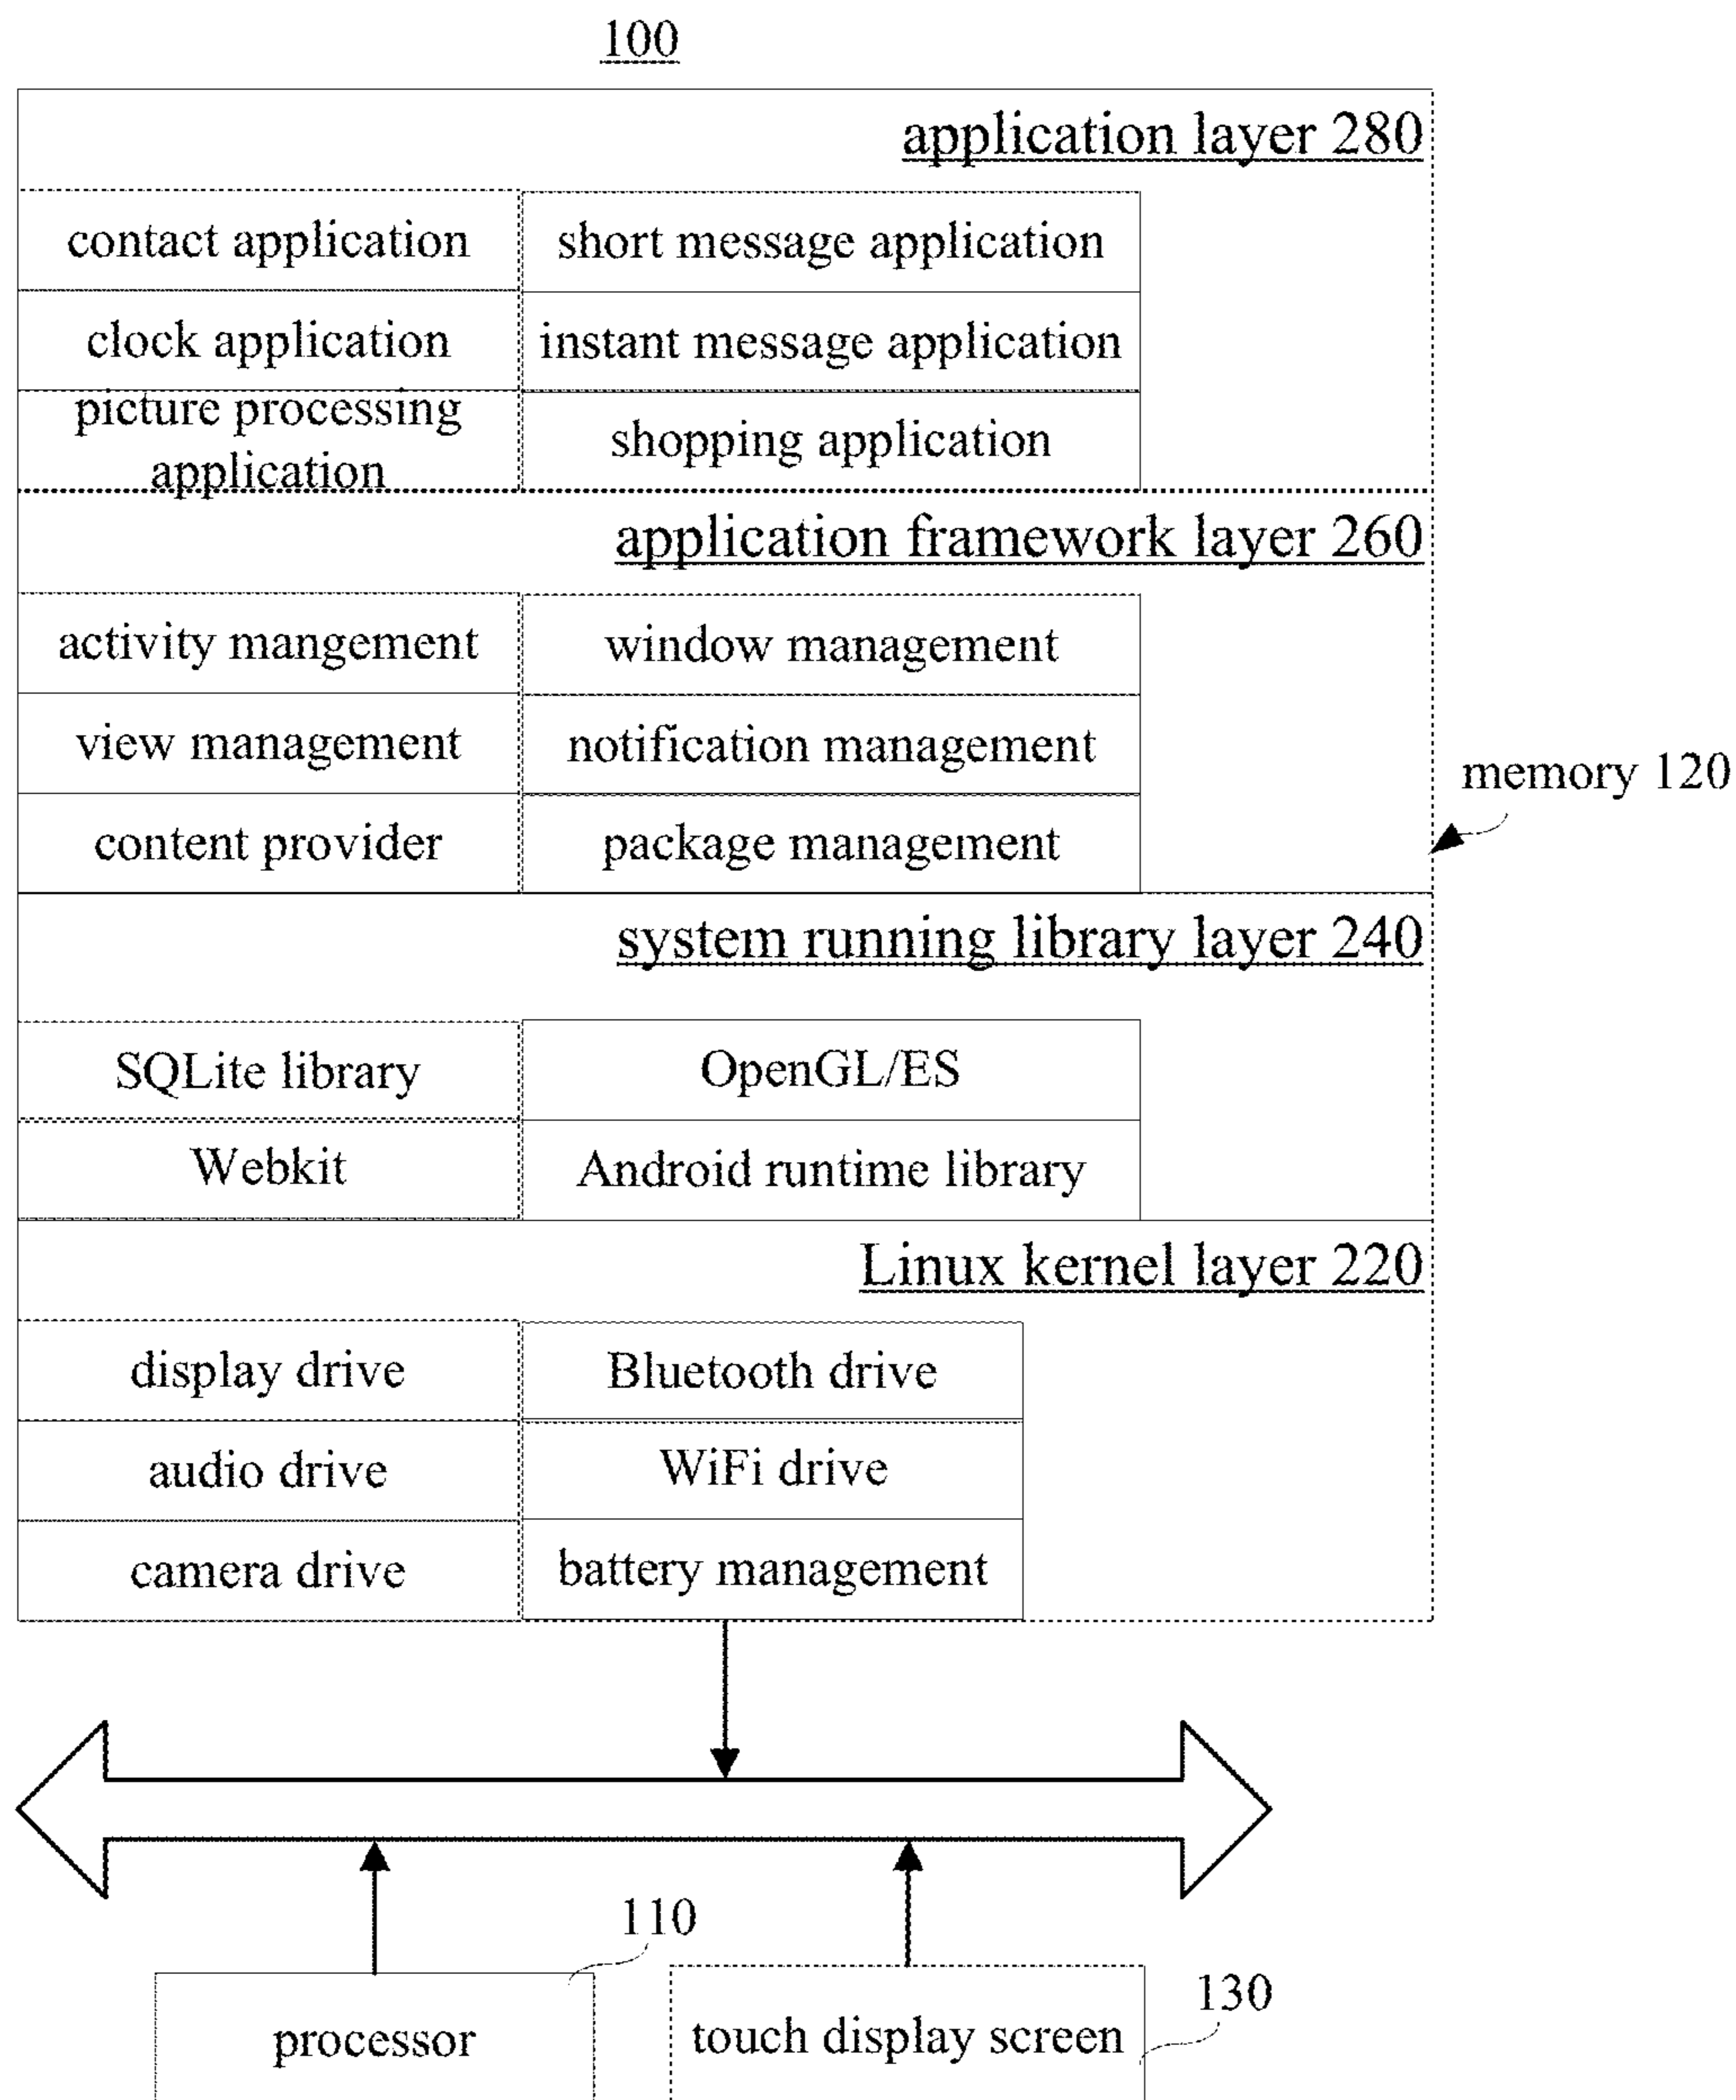 100
application layer 280
contact application
short message application
clock application
instant message application
picture processing
application
shopping application
application framework layer 260
activity mangement
window management
view management
notification management
memory 120
content provider
package management
system running library layer 240
SQLite library
OpenGL/ES
Webkit
Android runtime library
Linux kernel layer 220
display drive
Bluetooth drive
audio drive
WiFi drive
camera drive
battery management
110
130
processor
touch display screen